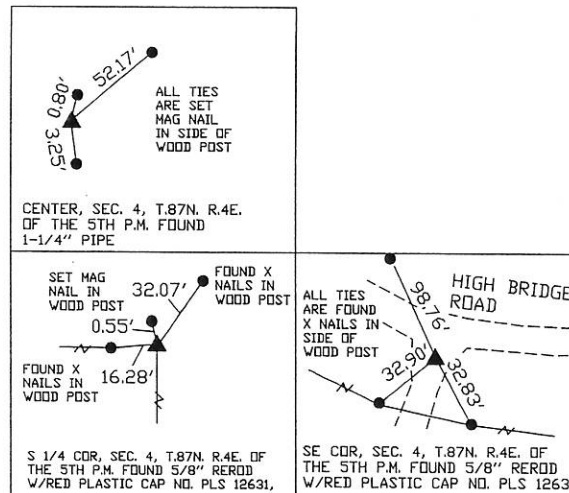 52.17'
0.80'
3.25'
ALL TIES
ARE SET
MAG NAIL
IN SIDE OF
WOOD POST
CENTER, SEC. 4, T.87N. R.4E.
OF THE 5TH P.M. FOUND
1-1/4" PIPE
SET MAG
NAIL IN
WOOD POST
0.55'
32.07'
FOUND X
NAILS IN
WOOD POST
FOUND X
NAILS IN
WOOD POST
16.28'
S 1/4 COR, SEC. 4, T.87N. R.4E. OF
THE 5TH P.M. FOUND 5/8" REROD
W/RED PLASTIC CAP NO. PLS 12631,
98.76'
HIGH BRIDGE
ROAD
ALL TIES
ARE FOUND
X NAILS IN
SIDE OF
WOOD POST
32.90'
32.83'
SE COR, SEC. 4, T.87N. R.4E. OF
THE 5TH P.M. FOUND 5/8" REROD
W/RED PLASTIC CAP NO. PLS 1263